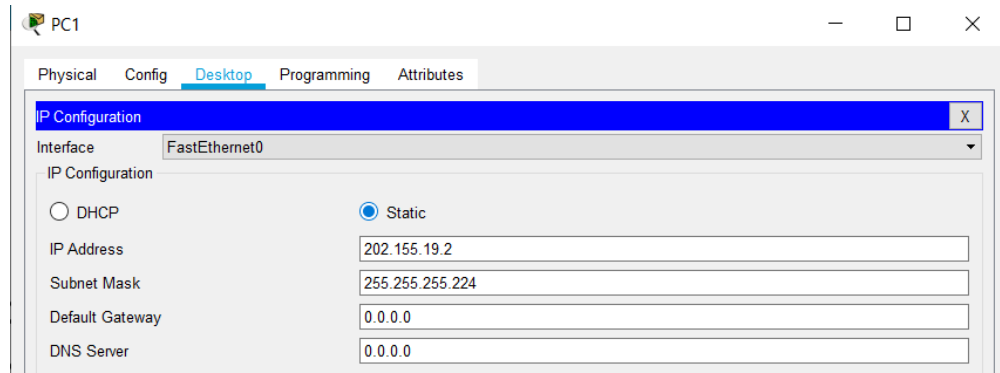 PC1
Physical Config Desktop Programming Attributes
IP Configuration X
Interface FastEthernet0
IP Configuration
DHCP Static
IP Address 202.155.19.2
Subnet Mask 255.255.255.224
Default Gateway 0.0.0.0
DNS Server 0.0.0.0